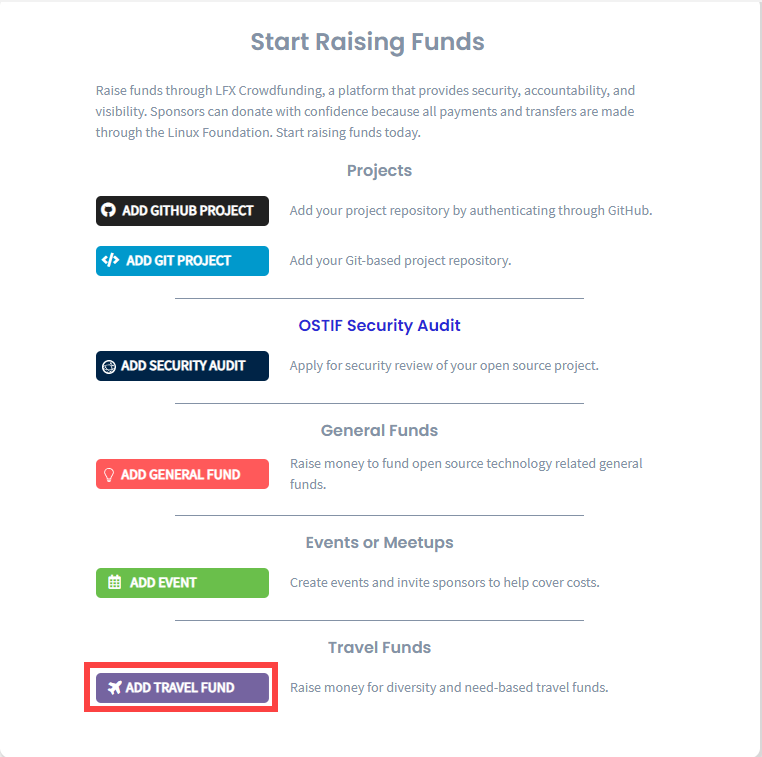 Start Raising Funds
Raise funds through LFX Crowdfunding, a platform that provides security, accountability, and
visibility. Sponsors can donate with confidence because all payments and transfers are made
through the Linux Foundation. Start raising funds today.
Projects
ADD GITHUB PROJECT Add your project repository by authenticating through GitHub.
ADD GIT PROJECT Add your Git-based project repository.
OSTIF Security Audit
ADD SECURITY AUDIT Apply for security review of your open source project.
General Funds
ADD GENERAL FUND Raise money to fund open source technology related general
funds.
Events or Meetups
ADD EVENT Create events and invite sponsors to help cover costs.
Travel Funds
ADD TRAVEL FUND Raise money for diversity and need-based travel funds.